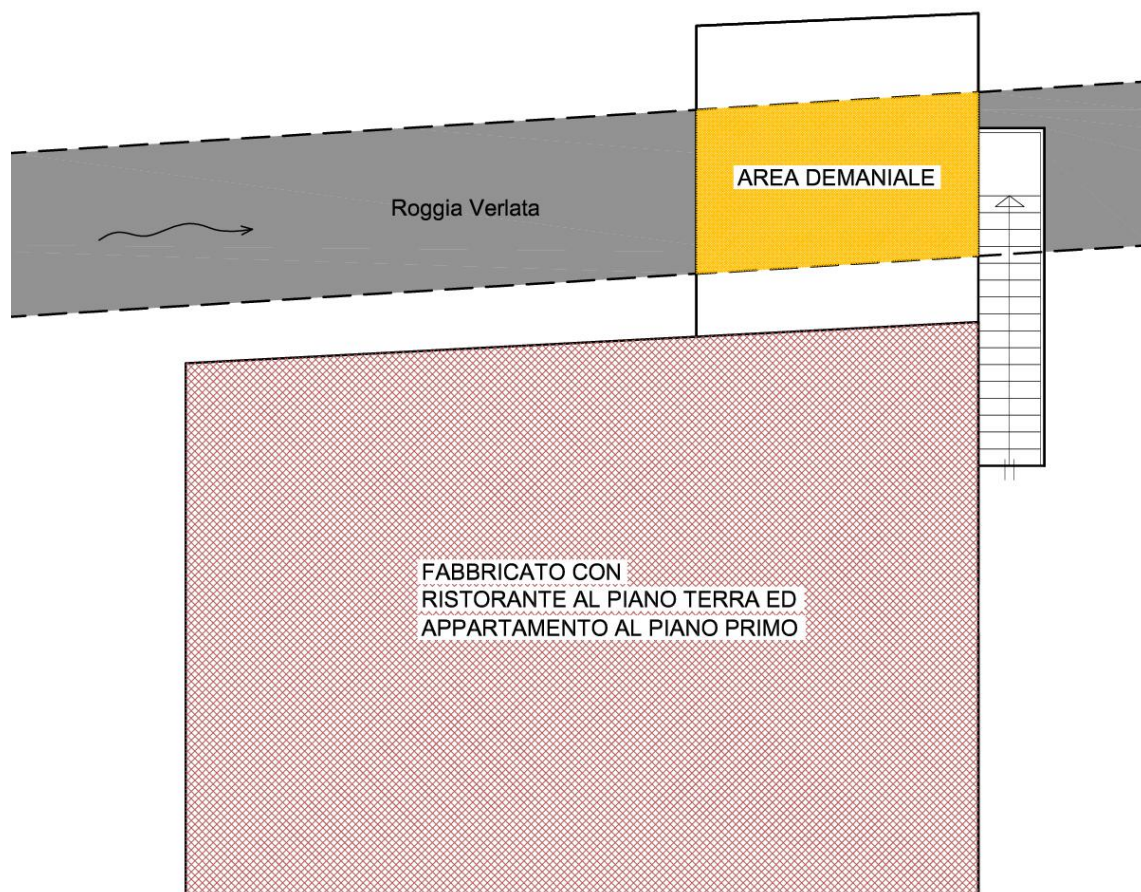 AREA DEMANIALE
Roggia Verlata
FABBRICATO CON
RISTORANTE AL PIANO TERRA ED
APPARTAMENTO AL PIANO PRIMO